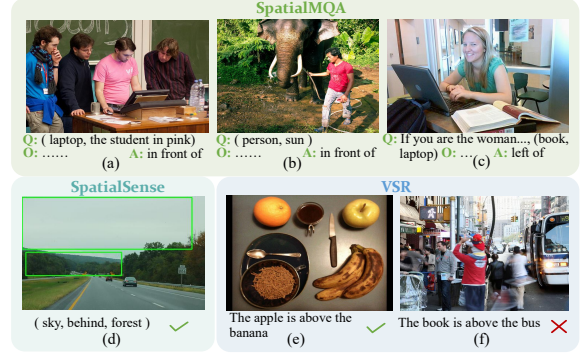 SpatialMQA
Q: ( laptop, the student in pink)
O: ...... A: in front of
(a)
Q: ( person, sun )
O: ...... A: in front of
(b)
Q: If you are the woman..., (book,
laptop) O: ... A: left of
(c)
SpatialSense
( sky, behind, forest )
(d)
VSR
The apple is above the
banana
(e)
The book is above the bus
(f)